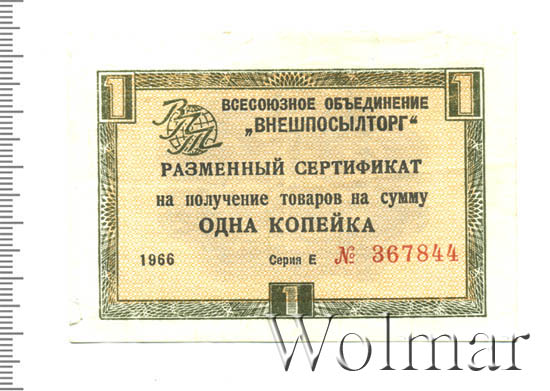 1 1
ВПТ
ВСЕСОЮЗНОЕ ОБЪЕДИНЕНИЕ
„ВНЕШПОСЫЛТОРГ“
РАЗМЕННЫЙ СЕРТИФИКАТ
на получение товаров на сумму
ОДНА КОПЕЙКА
1966 Серия Е № 367844
1
Wolmar